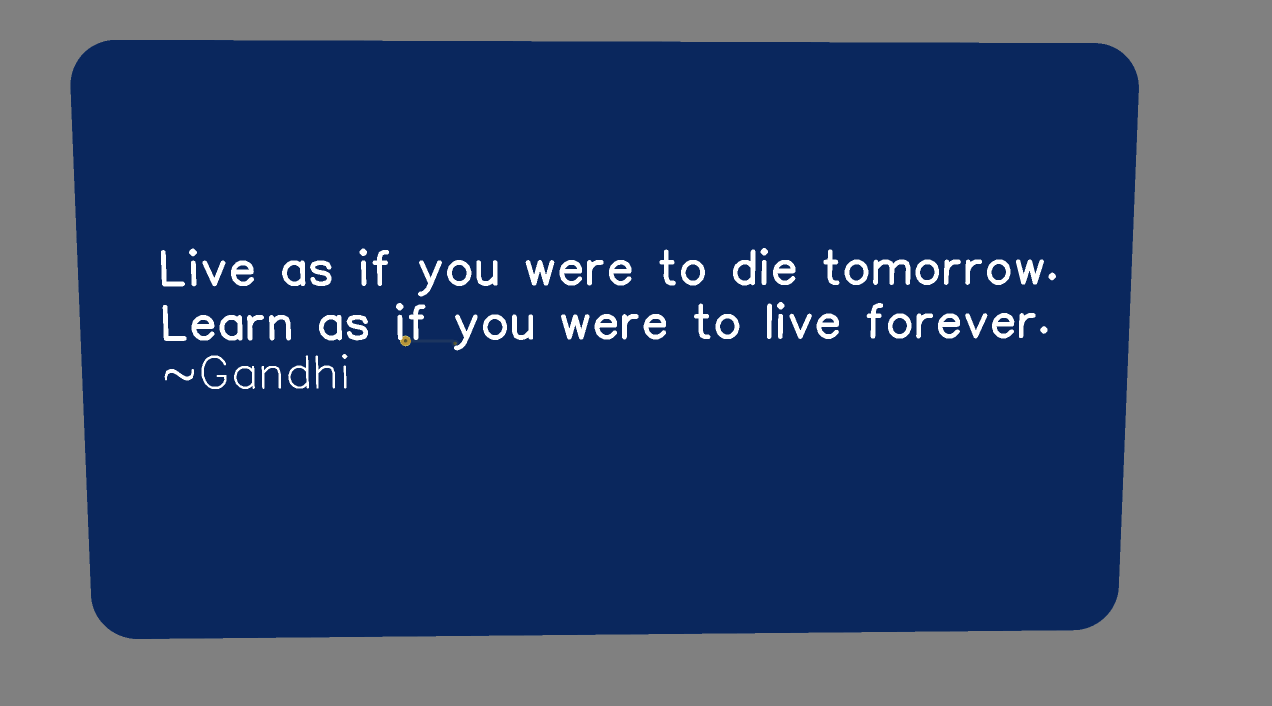 Live as if you were to die tomorrow.
Learn as if you were to live forever.
~Gandhi